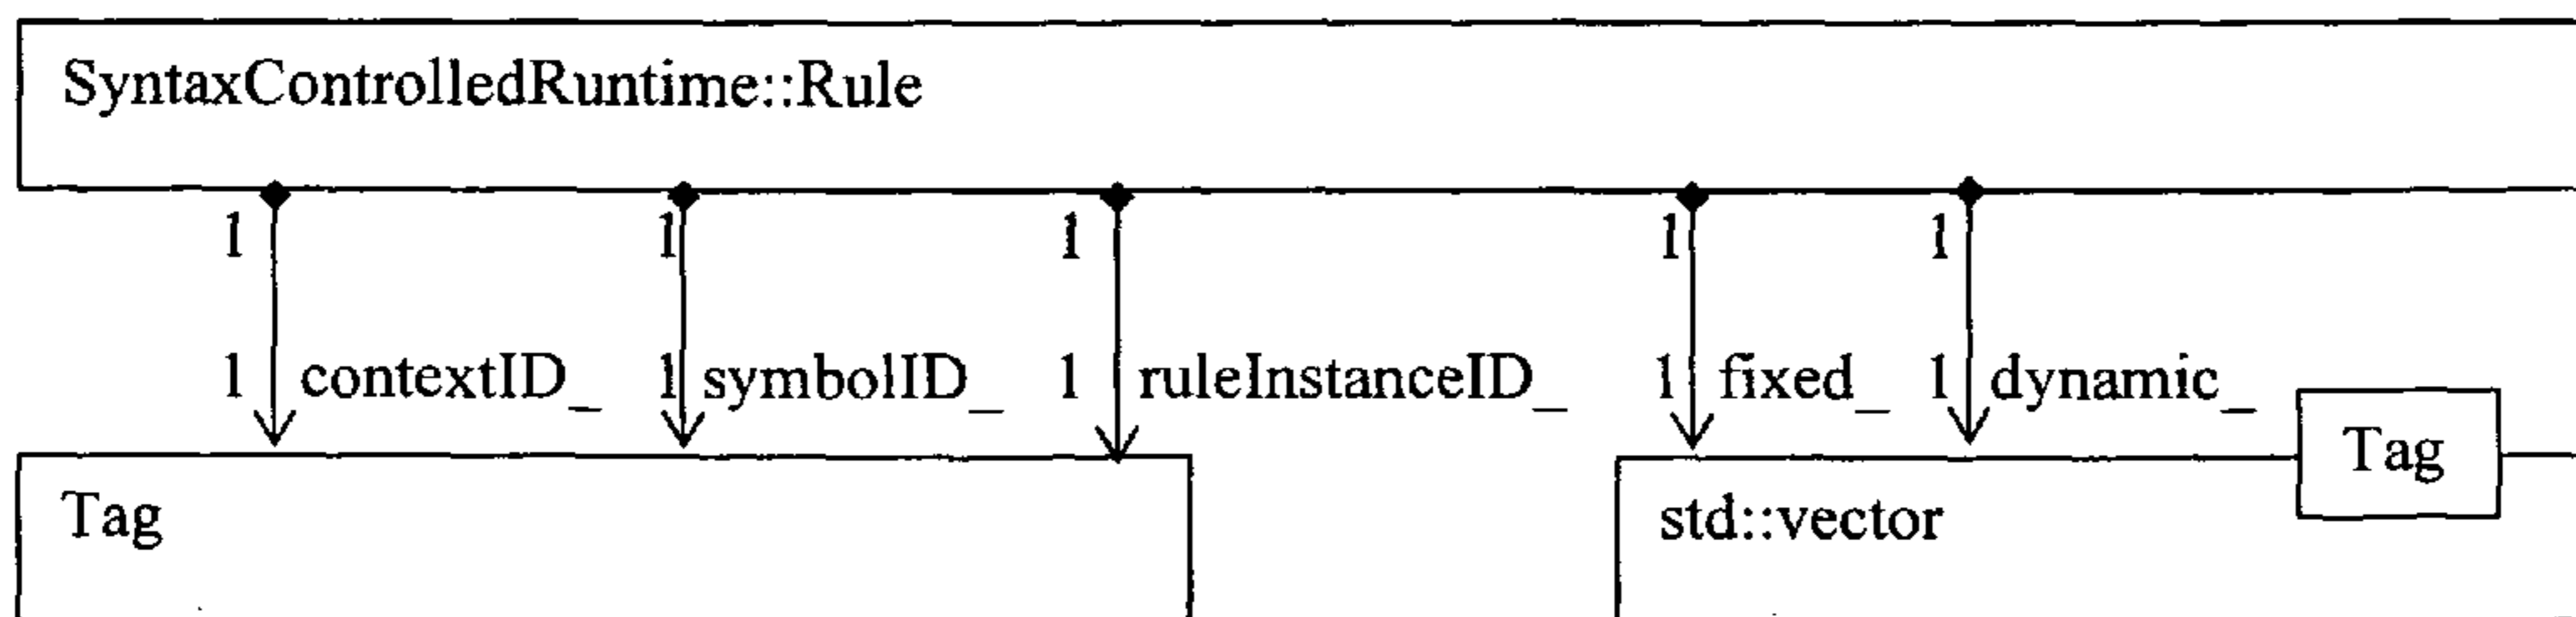 SyntaxControlledRuntime::Rule
1 1 1 1 1
1 contextID_ 1 symbolID_ 1 ruleInstanceID_ 1 fixed_ 1 dynamic_
Tag
Tag std::vector